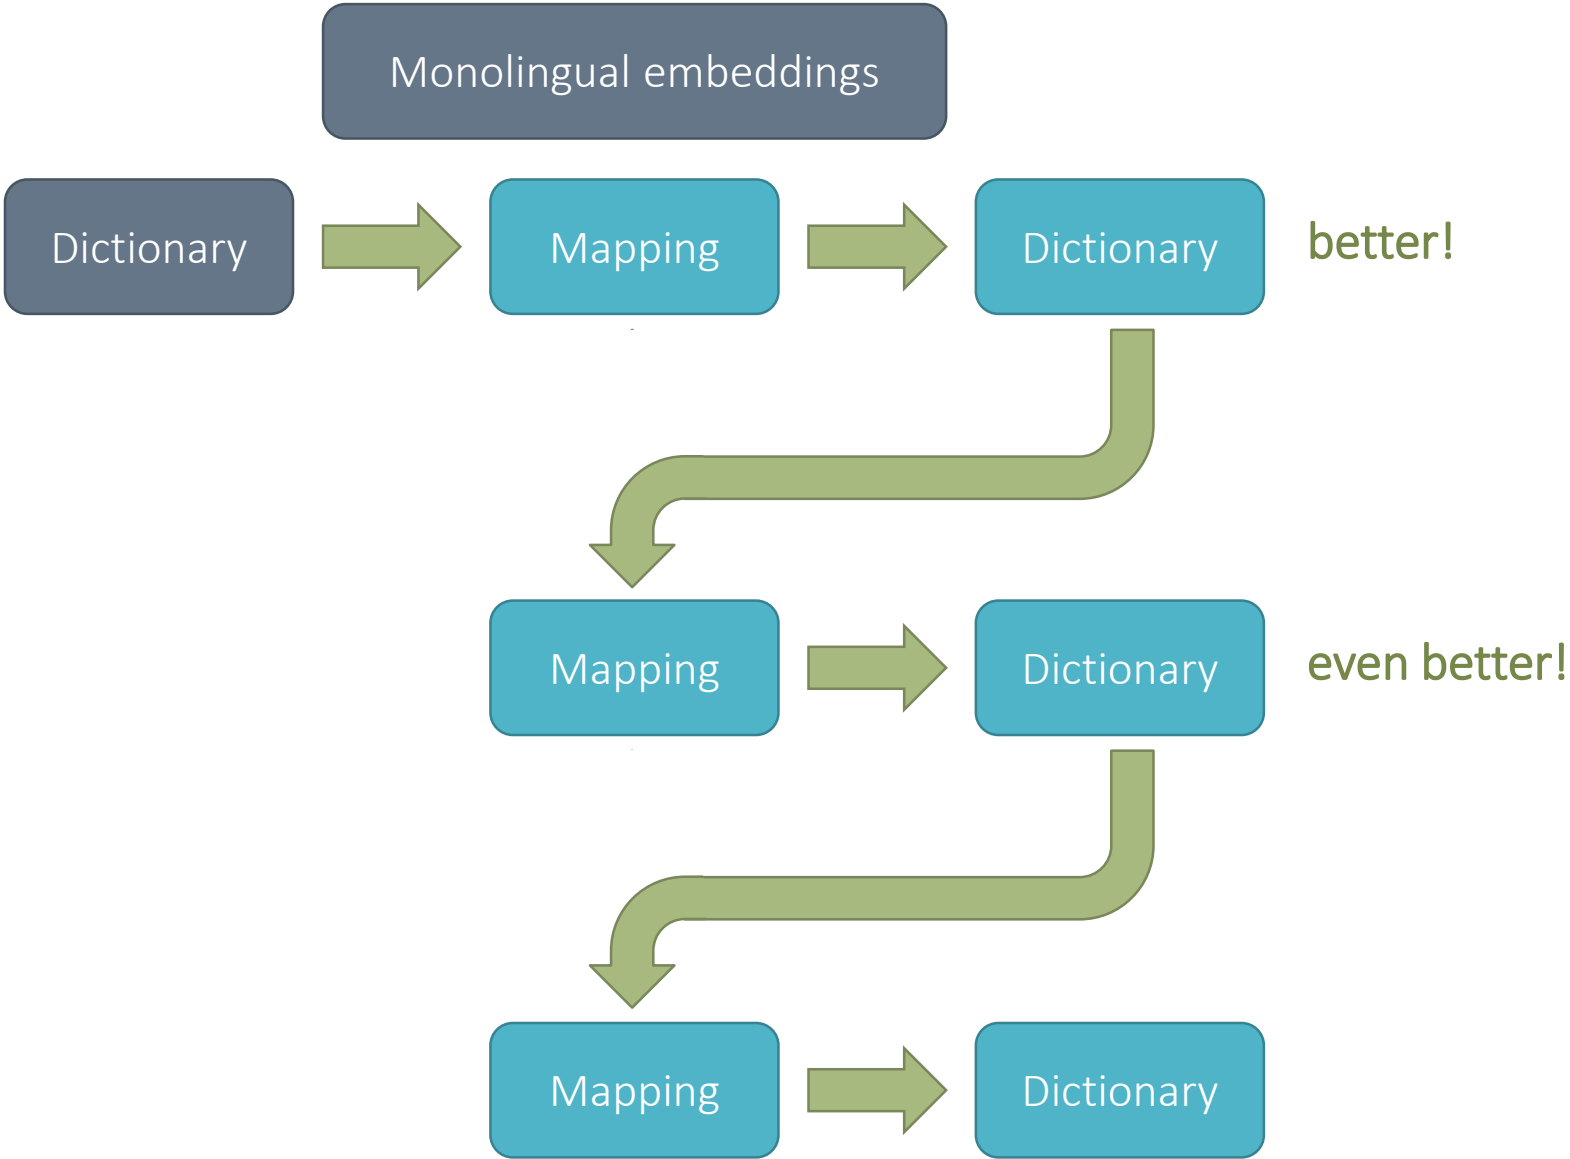 Monolingual embeddings
Dictionary
Mapping
Dictionary
better!
Mapping
Dictionary
even better!
Mapping
Dictionary